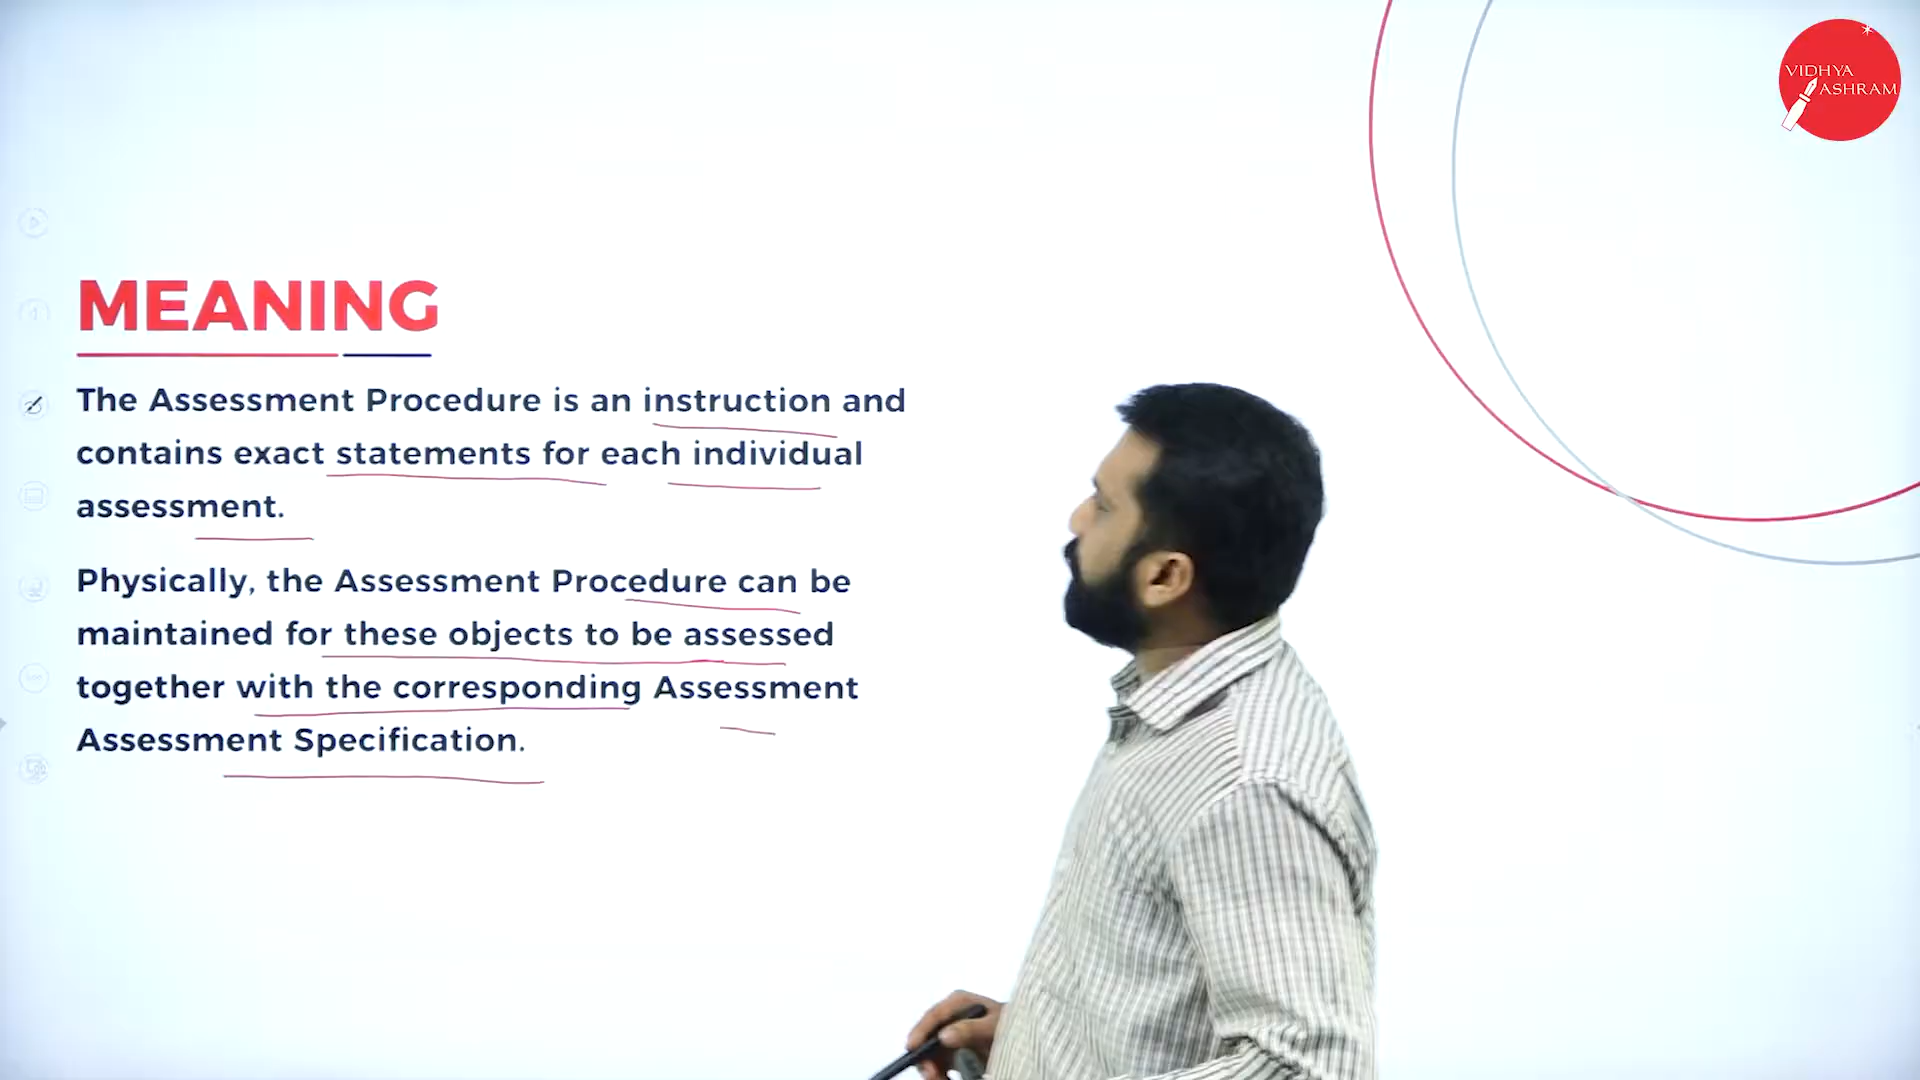 VIDHYA
ASHRAM
MEANING
The Assessment Procedure is an instruction and
contains exact statements for each individual
assessment.
Physically, the Assessment Procedure can be
maintained for these objects to be assessed
together with the corresponding Assessment
Assessment Specification.